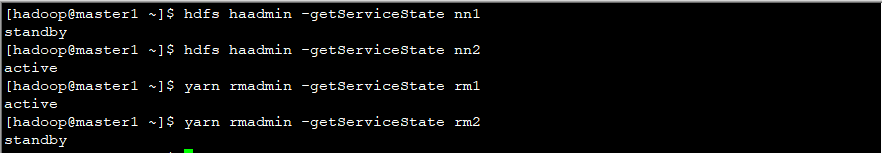 [hadoop@master1 ~]$ hdfs haadmin -getServiceState nn1
standby
[hadoop@master1 ~]$ hdfs haadmin -getServiceState nn2
active
[hadoop@master1 ~]$ yarn rmadmin -getServiceState rm1
active
[hadoop@master1 ~]$ yarn rmadmin -getServiceState rm2
standby